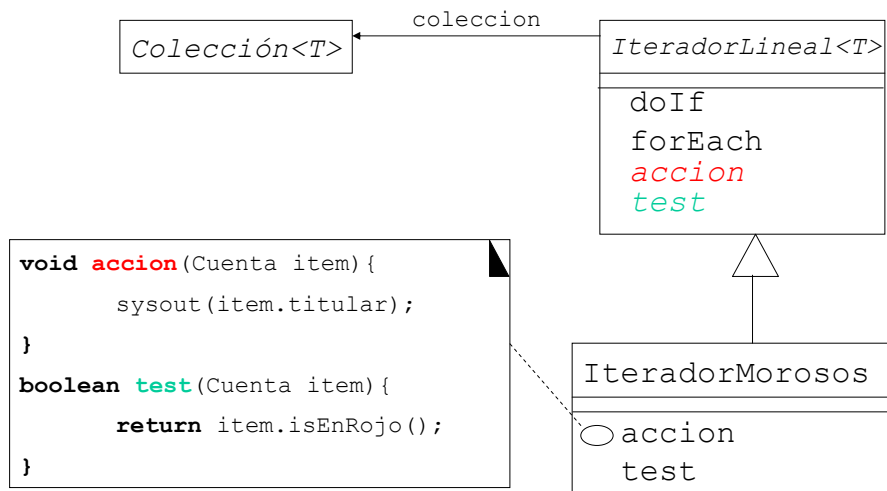 coleccion
Colección<T>
IteradorLineal<T>
doIf
forEach
accion
test
void accion(Cuenta item){
sysout(item.titular);
}
boolean test(Cuenta item){
return item.isEnRojo();
}
IteradorMorosos
accion
test